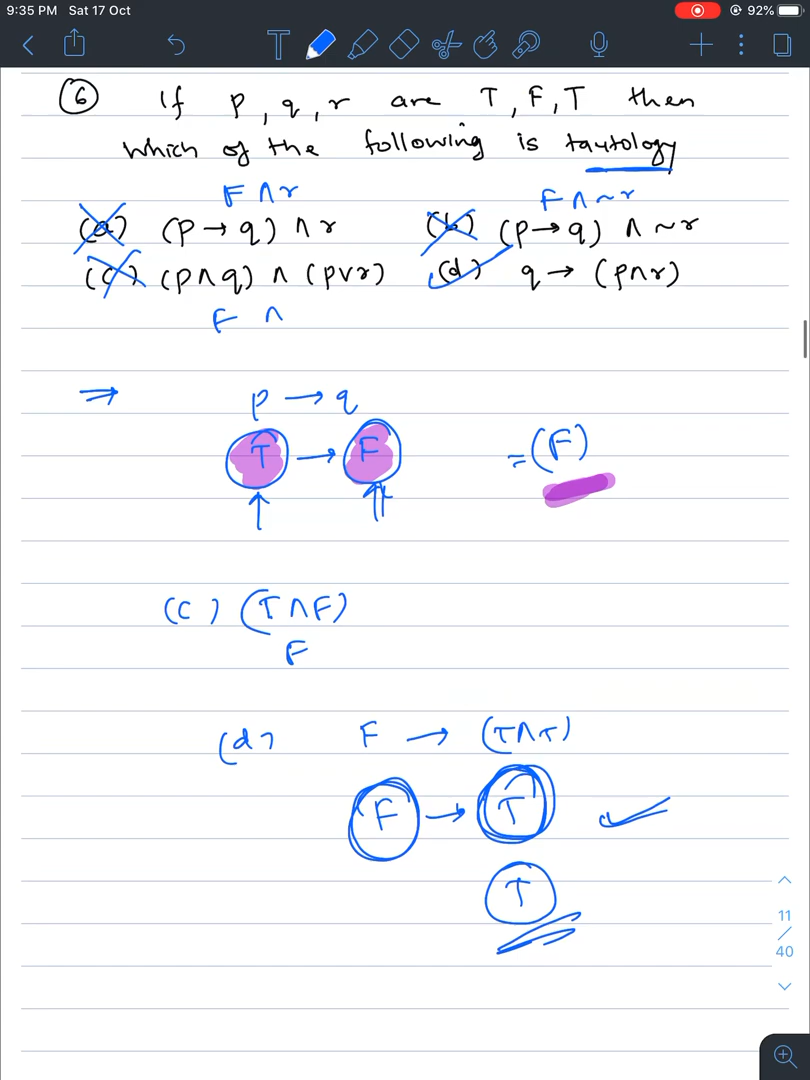 9:35 PM Sat 17 Oct 92%
⑥ If p, q, r are T, F, T then
which of the following is tautology
F ∧ r F ∧ ~r
(a) (p → q) ∧ r (b) (p → q) ∧ ~r
(c) (p ∧ q) ∧ (p ∨ r) (d) q → (p ∧ r)
F ∧
⇒ p → q
T → F = (F)
(c) (T ∧ F)
F
(d) F → (T ∧ T)
F → T ✓
T
11
/
40